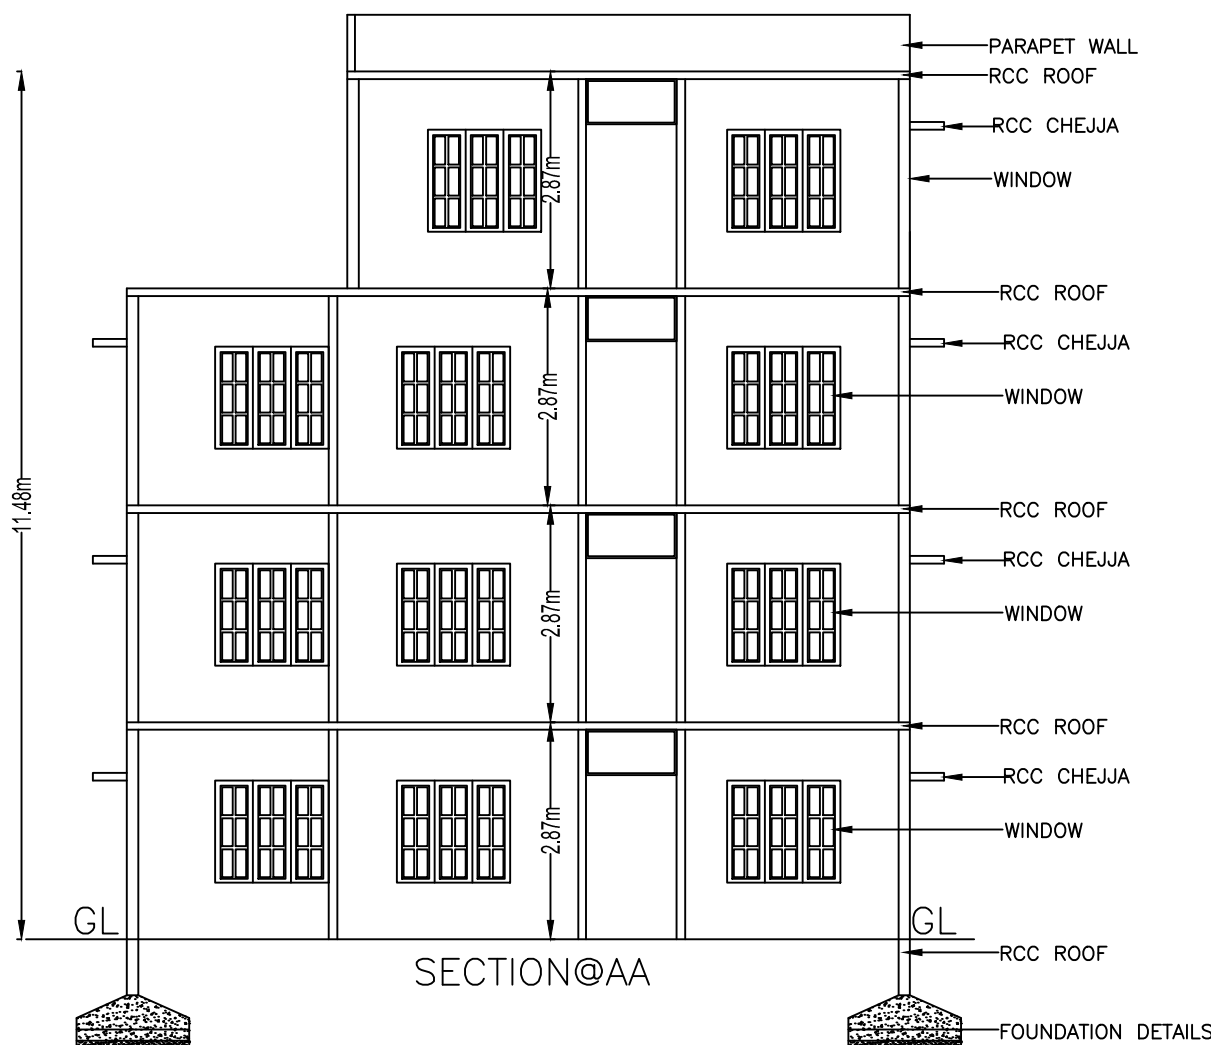 PARAPET WALL
RCC ROOF
RCC CHEJJA
2.87m
WINDOW
RCC ROOF
RCC CHEJJA
2.87m
WINDOW
11.48m
RCC ROOF
RCC CHEJJA
2.87m
WINDOW
RCC ROOF
RCC CHEJJA
2.87m
WINDOW
GL
GL
RCC ROOF
SECTION@AA
FOUNDATION DETAILS